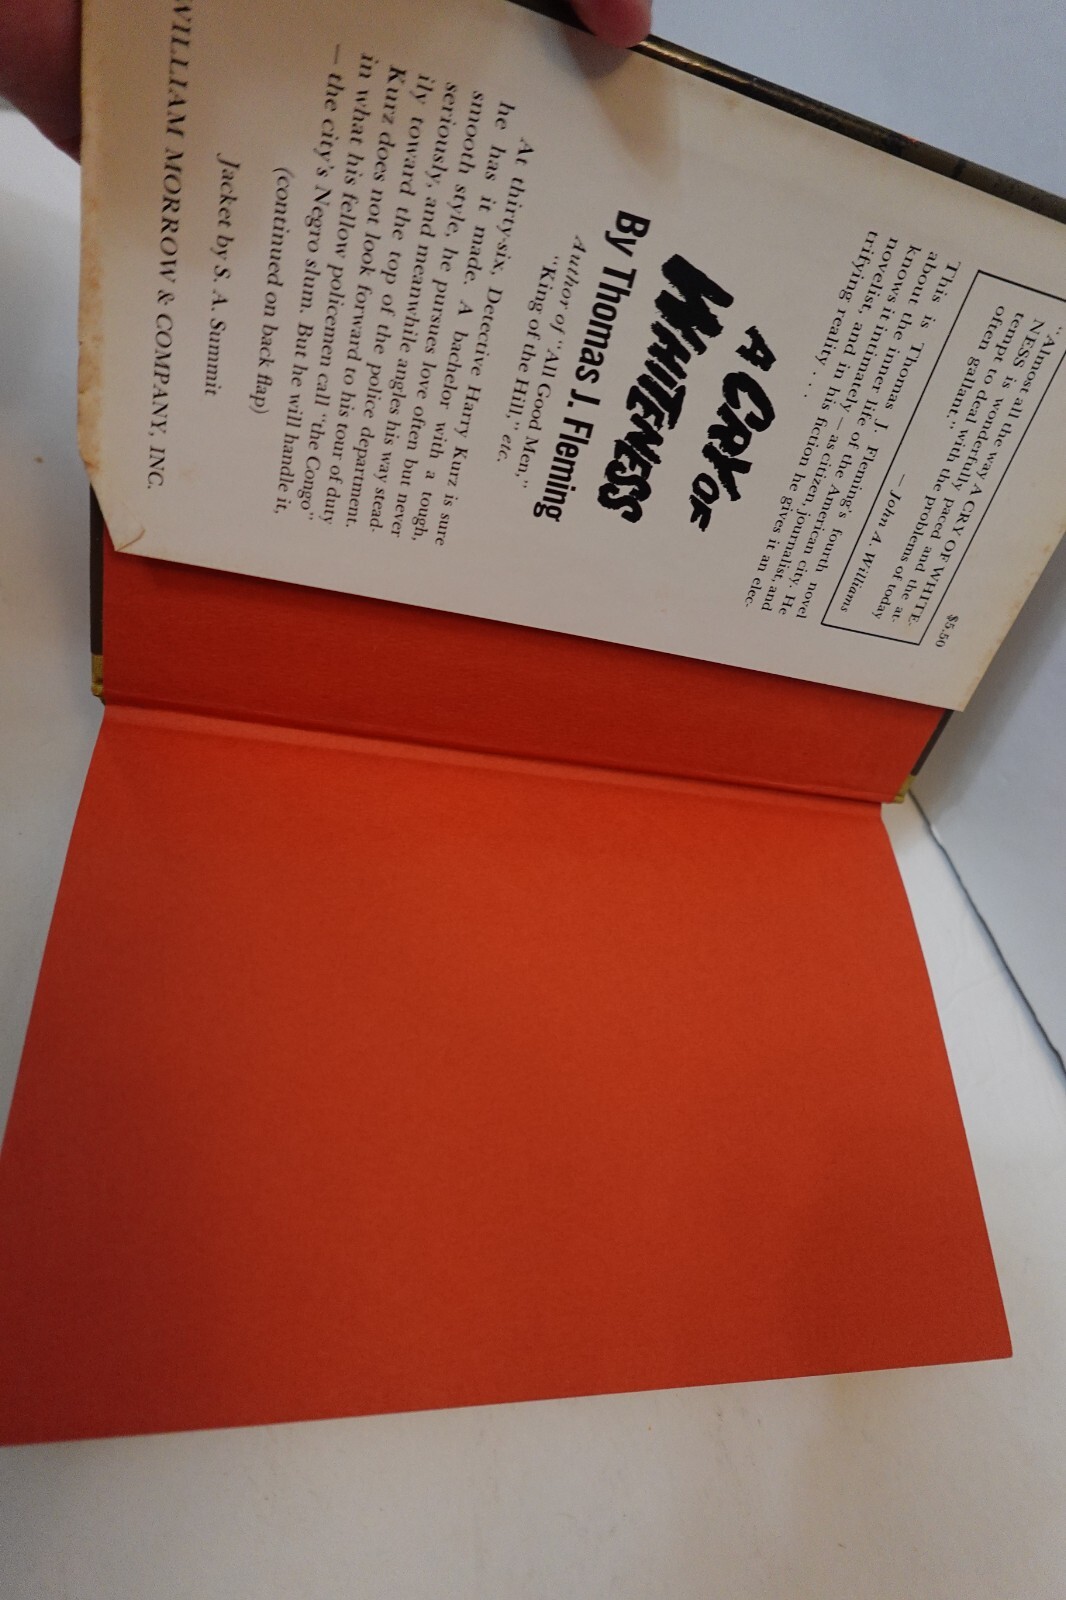 $5.50
"Almost all the way A CRY OF WHITE-
NESS is wonderfully paced and the at-
tempt to deal with the problems of today
often gallant."
— John A. Williams
This is Thomas J. Fleming's fourth novel
about the inner life of the American city. He
knows it intimately — as citizen, journalist, and
novelist, and in his fiction he gives it an elec-
trifying reality . . .
A CRY OF
WHITENESS
By Thomas J. Fleming
Author of "All Good Men,"
"King of the Hill," etc.
At thirty-six, Detective Harry Kurz is sure
he has it made. A bachelor with a tough,
smooth style, he pursues love often but never
seriously, and meanwhile angles his way stead-
ily toward the top of the police department.
Kurz does not look forward to his tour of duty
in what his fellow policemen call "the Congo"
— the city's Negro slum. But he will handle it,
(continued on back flap)
Jacket by S. A. Summit
WILLIAM MORROW & COMPANY, INC.